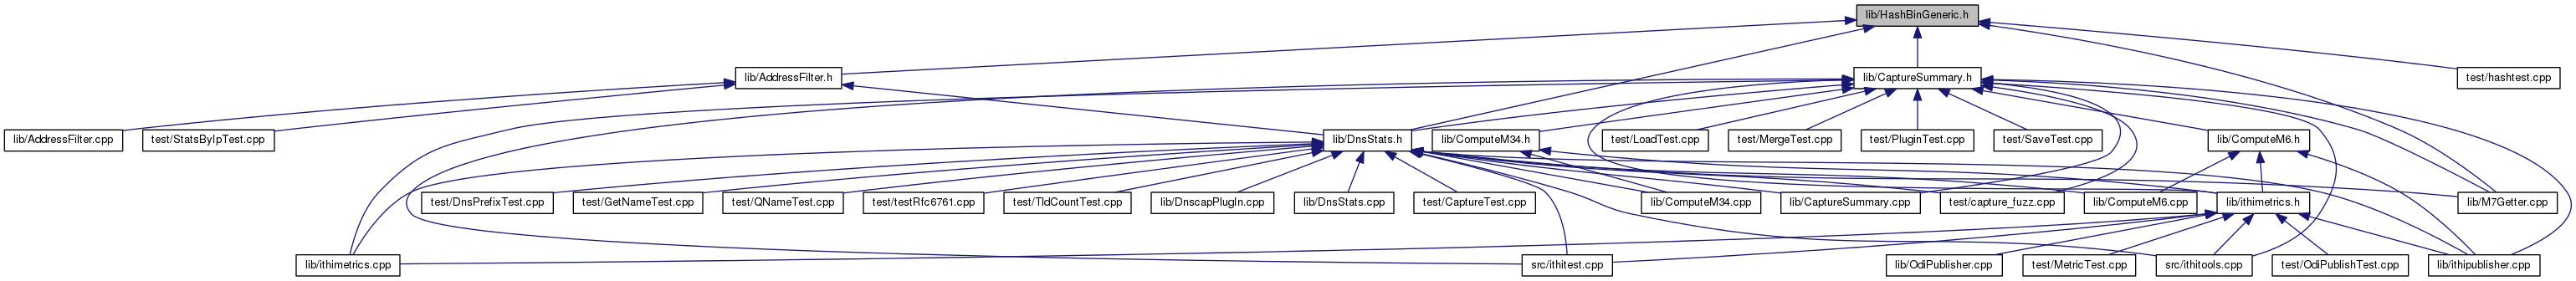 lib/HashBinGeneric.h
lib/AddressFilter.h
lib/CaptureSummary.h
test/hashtest.cpp
lib/AddressFilter.cpp
test/StatsByIpTest.cpp
lib/DnsStats.h
lib/ComputeM34.h
test/LoadTest.cpp
test/MergeTest.cpp
test/PluginTest.cpp
test/SaveTest.cpp
lib/ComputeM6.h
test/DnsPrefixTest.cpp
test/GetNameTest.cpp
test/QNameTest.cpp
test/testRfc6761.cpp
test/TldCountTest.cpp
lib/DnscapPlugIn.cpp
lib/DnsStats.cpp
test/CaptureTest.cpp
lib/ComputeM34.cpp
lib/CaptureSummary.cpp
test/capture_fuzz.cpp
lib/ComputeM6.cpp
lib/ithimetrics.h
lib/M7Getter.cpp
lib/ithimetrics.cpp
src/ithitest.cpp
lib/OdiPublisher.cpp
test/MetricTest.cpp
src/ithitools.cpp
test/OdiPublishTest.cpp
lib/ithipublisher.cpp